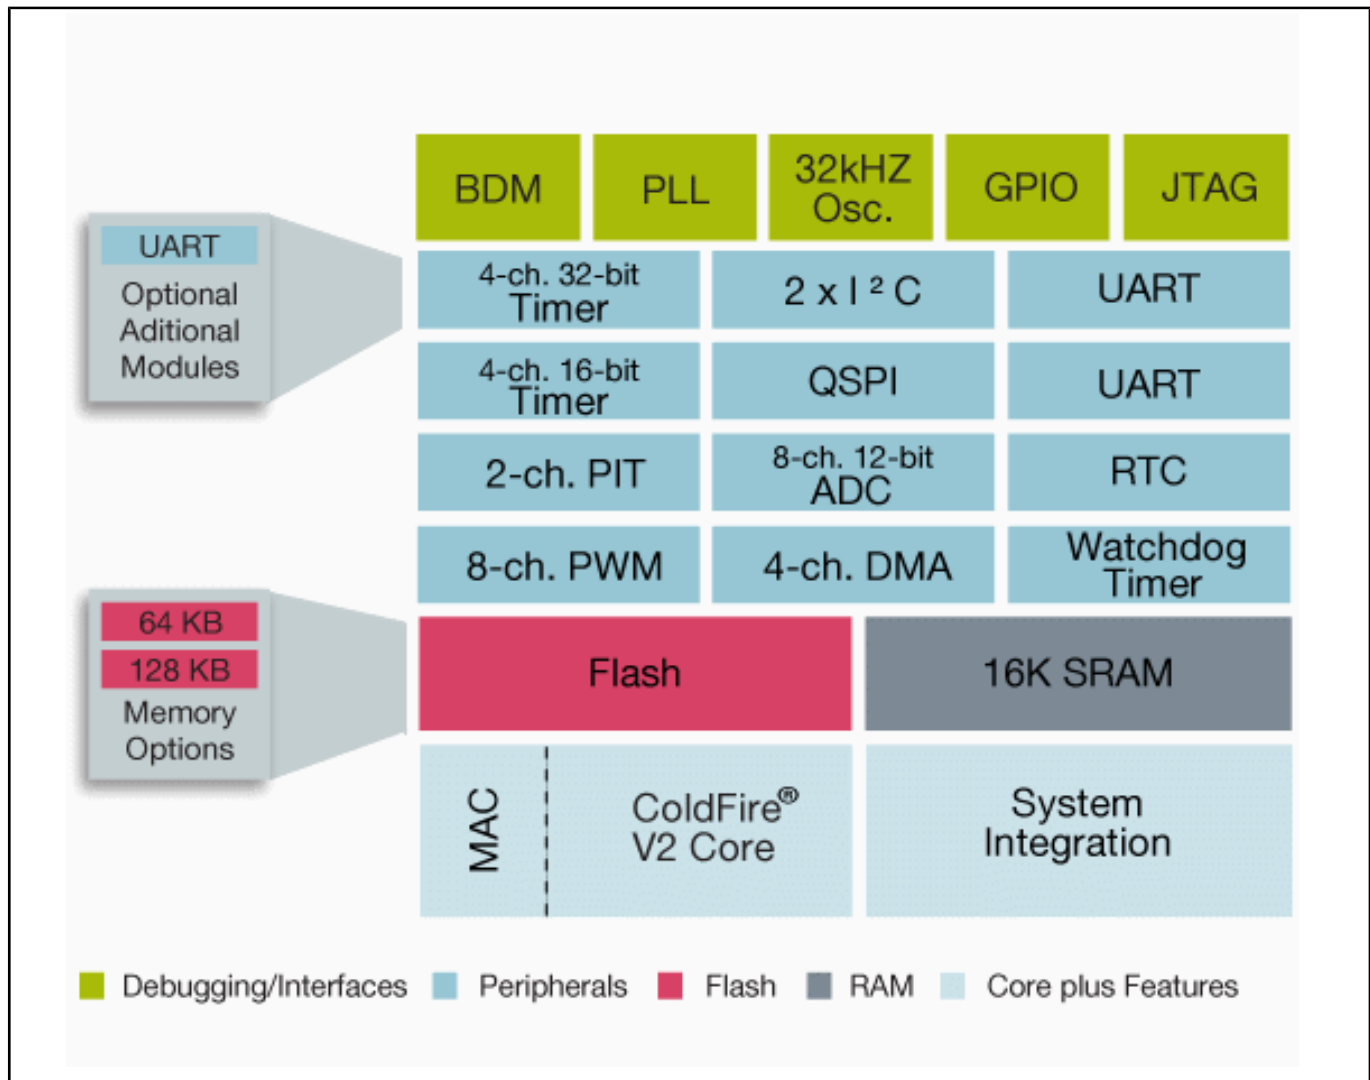 BDM
PLL
32kHZ
Osc.
GPIO
JTAG
UART
Optional
Aditional
Modules
4-ch. 32-bit
Timer
2 x I ² C
UART
4-ch. 16-bit
Timer
QSPI
UART
2-ch. PIT
8-ch. 12-bit
ADC
RTC
8-ch. PWM
4-ch. DMA
Watchdog
Timer
64 KB
128 KB
Memory
Options
Flash
16K SRAM
MAC
ColdFire®
V2 Core
System
Integration
Debugging/Interfaces
Peripherals
Flash
RAM
Core plus Features